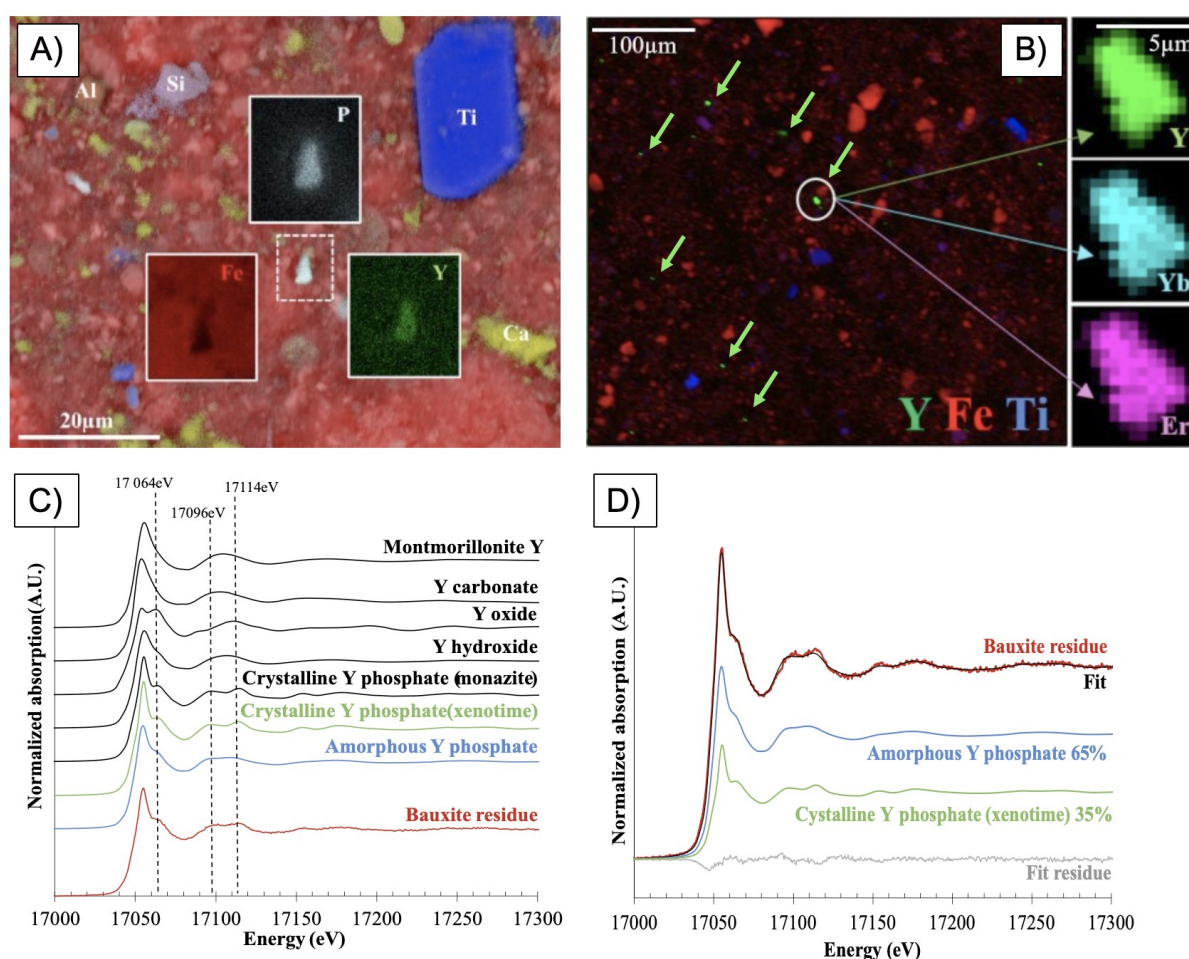 A)
Al
Si
P
Ti
Fe
Y
Ca
20µm
B)
100µm
5µm
Y
Yb
Er
Y Fe Ti
C)
17 064eV
17096eV
17114eV
Normalized absorption(A.U.)
Montmorillonite Y
Y carbonate
Y oxide
Y hydroxide
Crystalline Y phosphate (monazite)
Crystalline Y phosphate(xenotime)
Amorphous Y phosphate
Bauxite residue
17000 17050 17100 17150 17200 17250 17300
Energy (eV)
D)
Normalized absorption (A.U.)
Bauxite residue
Fit
Amorphous Y phosphate 65%
Cystalline Y phosphate (xenotime) 35%
Fit residue
17000 17050 17100 17150 17200 17250 17300
Energy (eV)